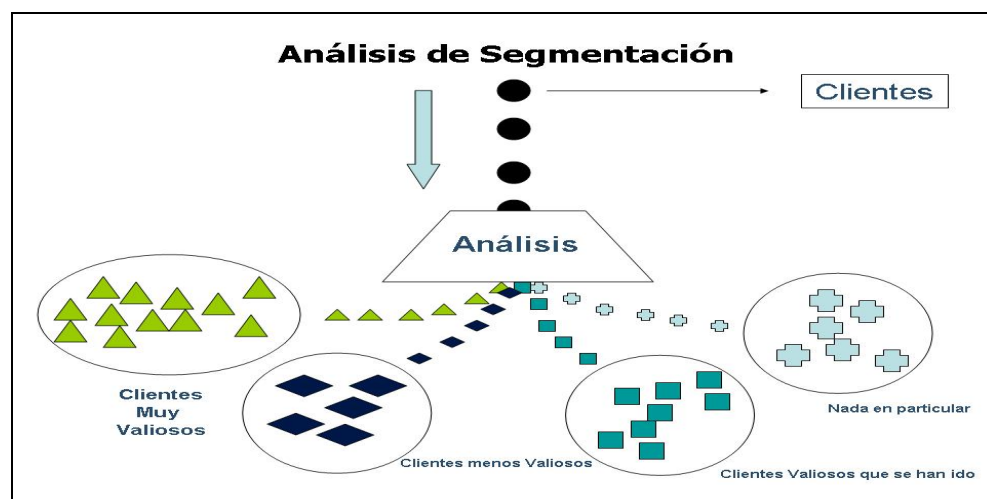 Análisis de Segmentación
Clientes
Análisis
Clientes
Muy
Valiosos
Clientes menos Valiosos
Clientes Valiosos que se han ido
Nada en particular